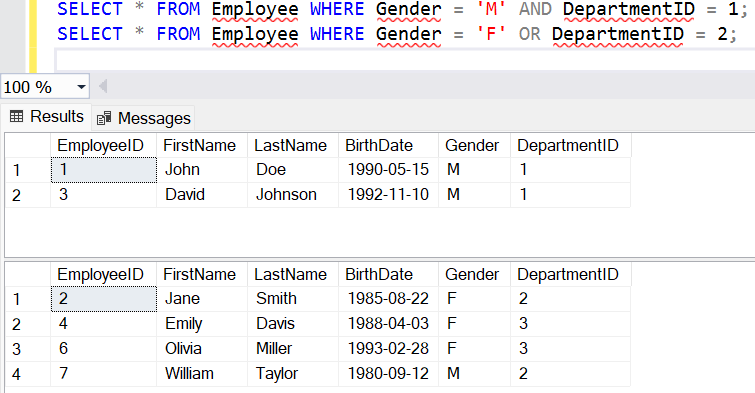 SELECT * FROM Employee WHERE Gender = 'M' AND DepartmentID = 1;
SELECT * FROM Employee WHERE Gender = 'F' OR DepartmentID = 2;
100 %
Results Messages
EmployeeID FirstName LastName BirthDate Gender DepartmentID
1 1 John Doe 1990-05-15 M 1
2 3 David Johnson 1992-11-10 M 1
EmployeeID FirstName LastName BirthDate Gender DepartmentID
1 2 Jane Smith 1985-08-22 F 2
2 4 Emily Davis 1988-04-03 F 3
3 6 Olivia Miller 1993-02-28 F 3
4 7 William Taylor 1980-09-12 M 2